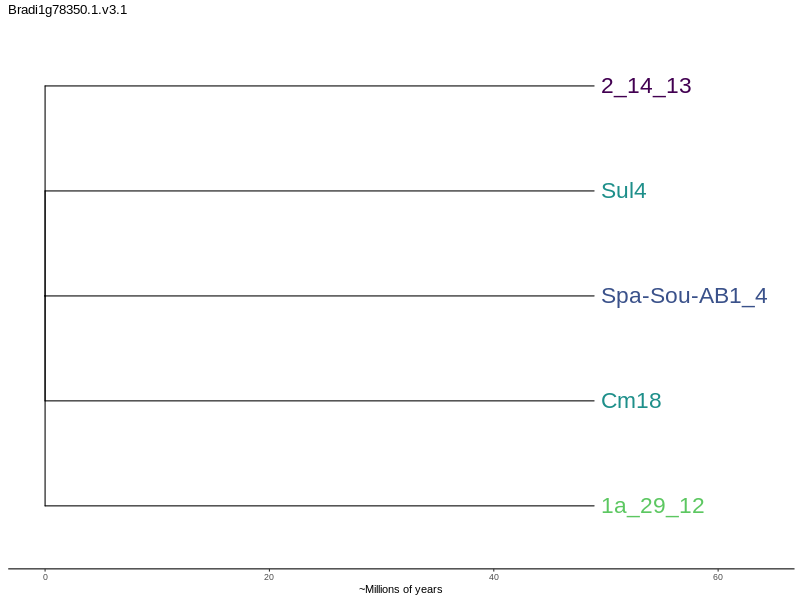 Bradi1g78350.1.v3.1
2_14_13
Sul4
Spa-Sou-AB1_4
Cm18
1a_29_12
0 20 40 60
~Millions of years